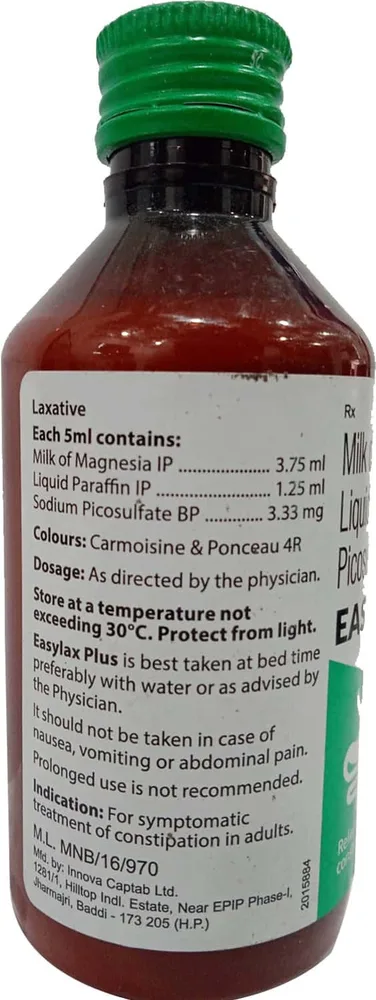 Laxative
Each 5ml contains:
Milk of Magnesia IP ..................... 3.75 ml
Liquid Paraffin IP ........................ 1.25 ml
Sodium Picosulfate BP ............. 3.33 mg
Colours: Carmoisine & Ponceau 4R
Dosage: As directed by the physician.
Store at a temperature not
exceeding 30°C. Protect from light.
Easylax Plus is best taken at bed time
preferably with water or as advised by
the Physician.
It should not be taken in case of
nausea, vomiting or abdominal pain.
Prolonged use is not recommended.
Indication: For symptomatic
treatment of constipation in adults.
M.L. MNB/16/970
Mfd. by: Innova Captab Ltd.
1281/1, Hilltop Indl. Estate, Near EPIP Phase-I,
Jharmajri, Baddi - 173 205 (H.P.)
2015884
Rx
Milk
Liqui
Picos
EAS